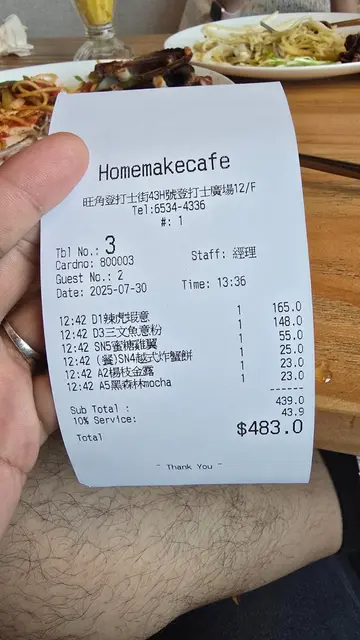 Homemakecafe
旺角登打士街43H號登打士廣場12/F
Tel:6534-4336
#: 1
Tbl No.: 3
Cardno: 800003 Staff: 經理
Guest No.: 2
Date: 2025-07-30 Time: 13:36
12:42 D1辣虎蝦意 1 165.0
12:42 D3三文魚意粉 1 148.0
12:42 SN5蜜糖雞翼 1 55.0
12:42 (餐)SN4越式炸蟹餅 1 25.0
12:42 A2楊枝金露 1 23.0
12:42 A5黑森林mocha 1 23.0
------
Sub Total : 439.0
10% Service: 43.9
Total $483.0
~ Thank You ~